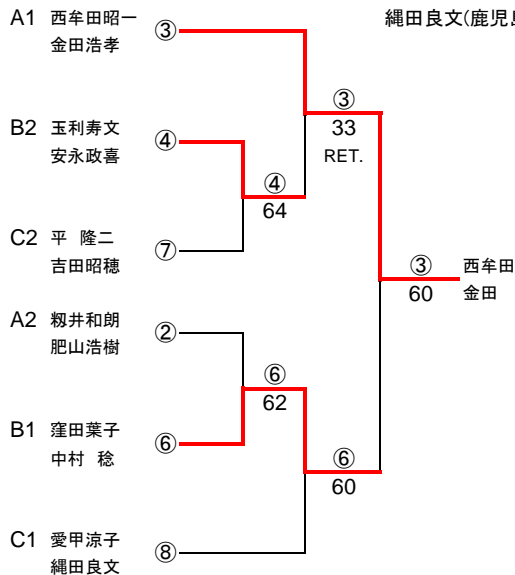 A1 西牟田昭一 ③ 縄田良文(鹿児島
金田浩孝
③
33
RET.
B2 玉利寿文 ④
安永政喜
④
64
C2 平 隆二 ⑦
吉田昭穂
③ 西牟田
60 金田
A2 籾井和朗 ②
肥山浩樹
⑥
62
B1 窪田葉子 ⑥
中村 稔
⑥
60
C1 愛甲涼子 ⑧
縄田良文